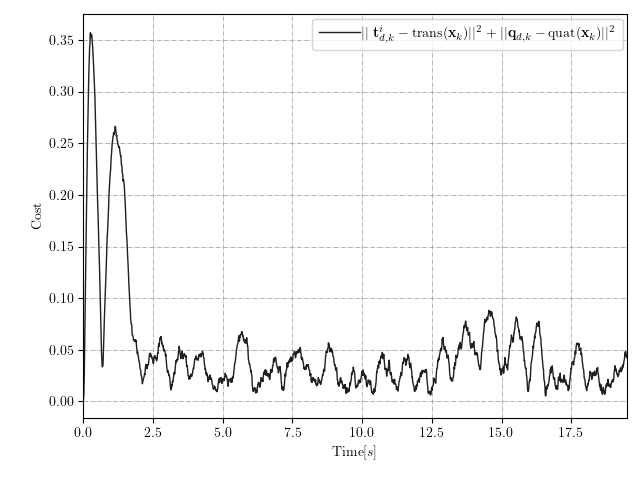 || t^i_{d,k} − trans(x_k)||² + ||q_{d,k} − quat(x_k)||²
0.35
0.30
0.25
0.20
0.15
0.10
0.05
0.00
Cost
0.0 2.5 5.0 7.5 10.0 12.5 15.0 17.5
Time[s]